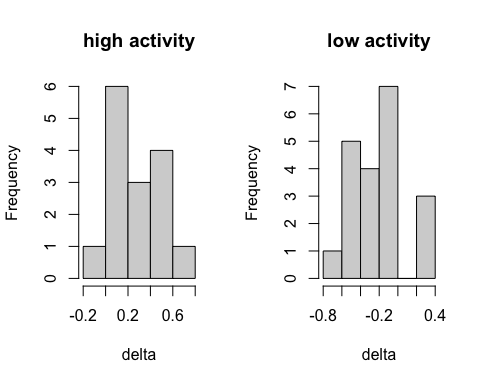 high activity
Frequency
0 1 2 3 4 5 6
-0.2 0.2 0.6
delta
low activity
Frequency
0 1 2 3 4 5 6 7
-0.8 -0.2 0.4
delta